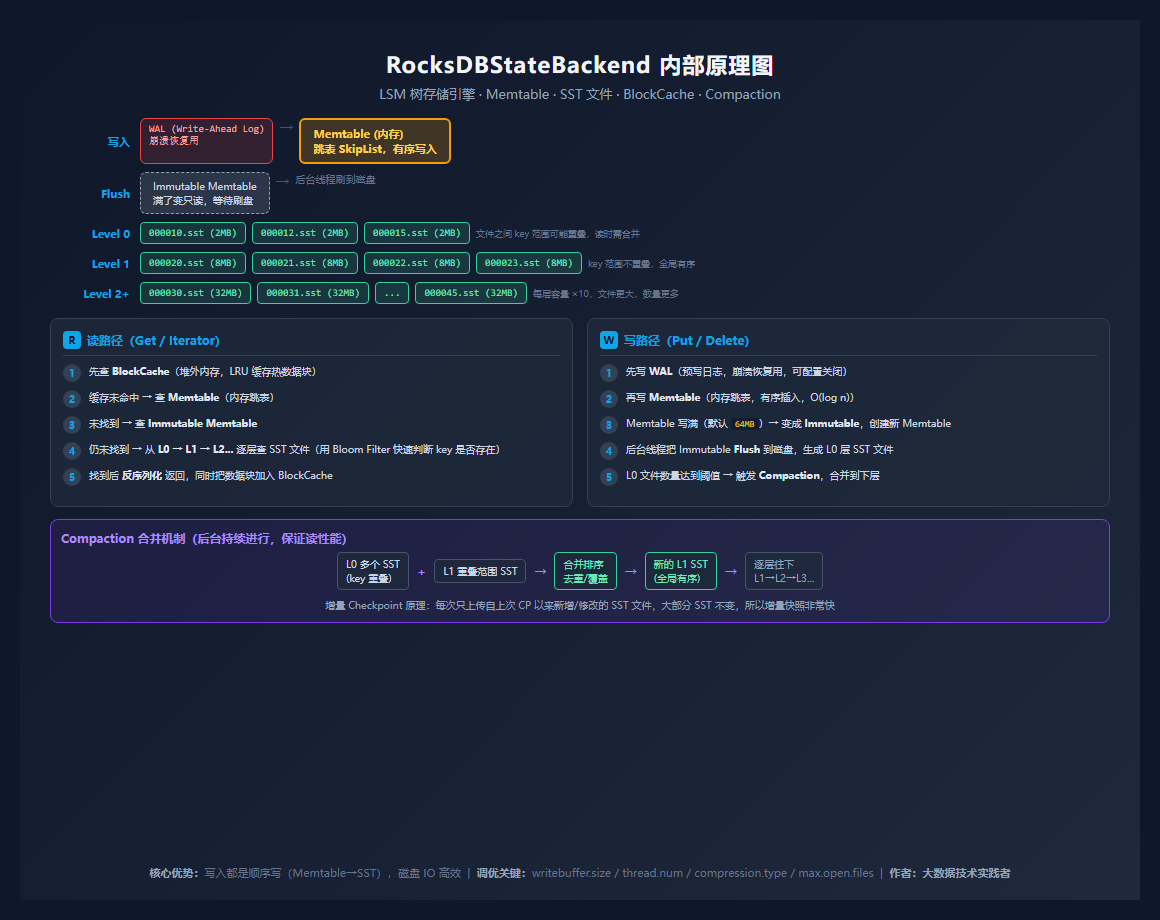 RocksDBStateBackend 内部原理图
LSM 树存储引擎 · Memtable · SST 文件 · BlockCache · Compaction
写入
WAL (Write-Ahead Log)
崩溃恢复用
→
Memtable (内存)
跳表 SkipList，有序写入
Flush
Immutable Memtable
满了变只读，等待刷盘
→ 后台线程刷到磁盘
Level 0
000010.sst (2MB)
000012.sst (2MB)
000015.sst (2MB)
文件之间 key 范围可能重叠，读时需合并
Level 1
000020.sst (8MB)
000021.sst (8MB)
000022.sst (8MB)
000023.sst (8MB)
key 范围不重叠，全局有序
Level 2+
000030.sst (32MB)
000031.sst (32MB)
...
000045.sst (32MB)
每层容量 ×10，文件更大，数量更多
R 读路径（Get / Iterator）
1 先查 BlockCache（堆外内存，LRU 缓存热数据块）
2 缓存未命中 → 查 Memtable（内存跳表）
3 未找到 → 查 Immutable Memtable
4 仍未找到 → 从 L0 → L1 → L2... 逐层查 SST 文件（用 Bloom Filter 快速判断 key 是否存在）
5 找到后 反序列化 返回，同时把数据块加入 BlockCache
W 写路径（Put / Delete）
1 先写 WAL（预写日志，崩溃恢复用，可配置关闭）
2 再写 Memtable（内存跳表，有序插入，O(log n)）
3 Memtable 写满（默认 64MB ）→ 变成 Immutable，创建新 Memtable
4 后台线程把 Immutable Flush 到磁盘，生成 L0 层 SST 文件
5 L0 文件数量达到阈值 → 触发 Compaction，合并到下层
Compaction 合并机制（后台持续进行，保证读性能）
L0 多个 SST
(key 重叠)
+
L1 重叠范围 SST
→
合并排序
去重/覆盖
→
新的 L1 SST
(全局有序)
→
逐层往下
L1→L2→L3...
增量 Checkpoint 原理：每次只上传自上次 CP 以来新增/修改的 SST 文件，大部分 SST 不变，所以增量快照非常快
核心优势：写入都是顺序写（Memtable→SST），磁盘 IO 高效 | 调优关键：writebuffer.size / thread.num / compression.type / max.open.files | 作者：大数据技术实践者